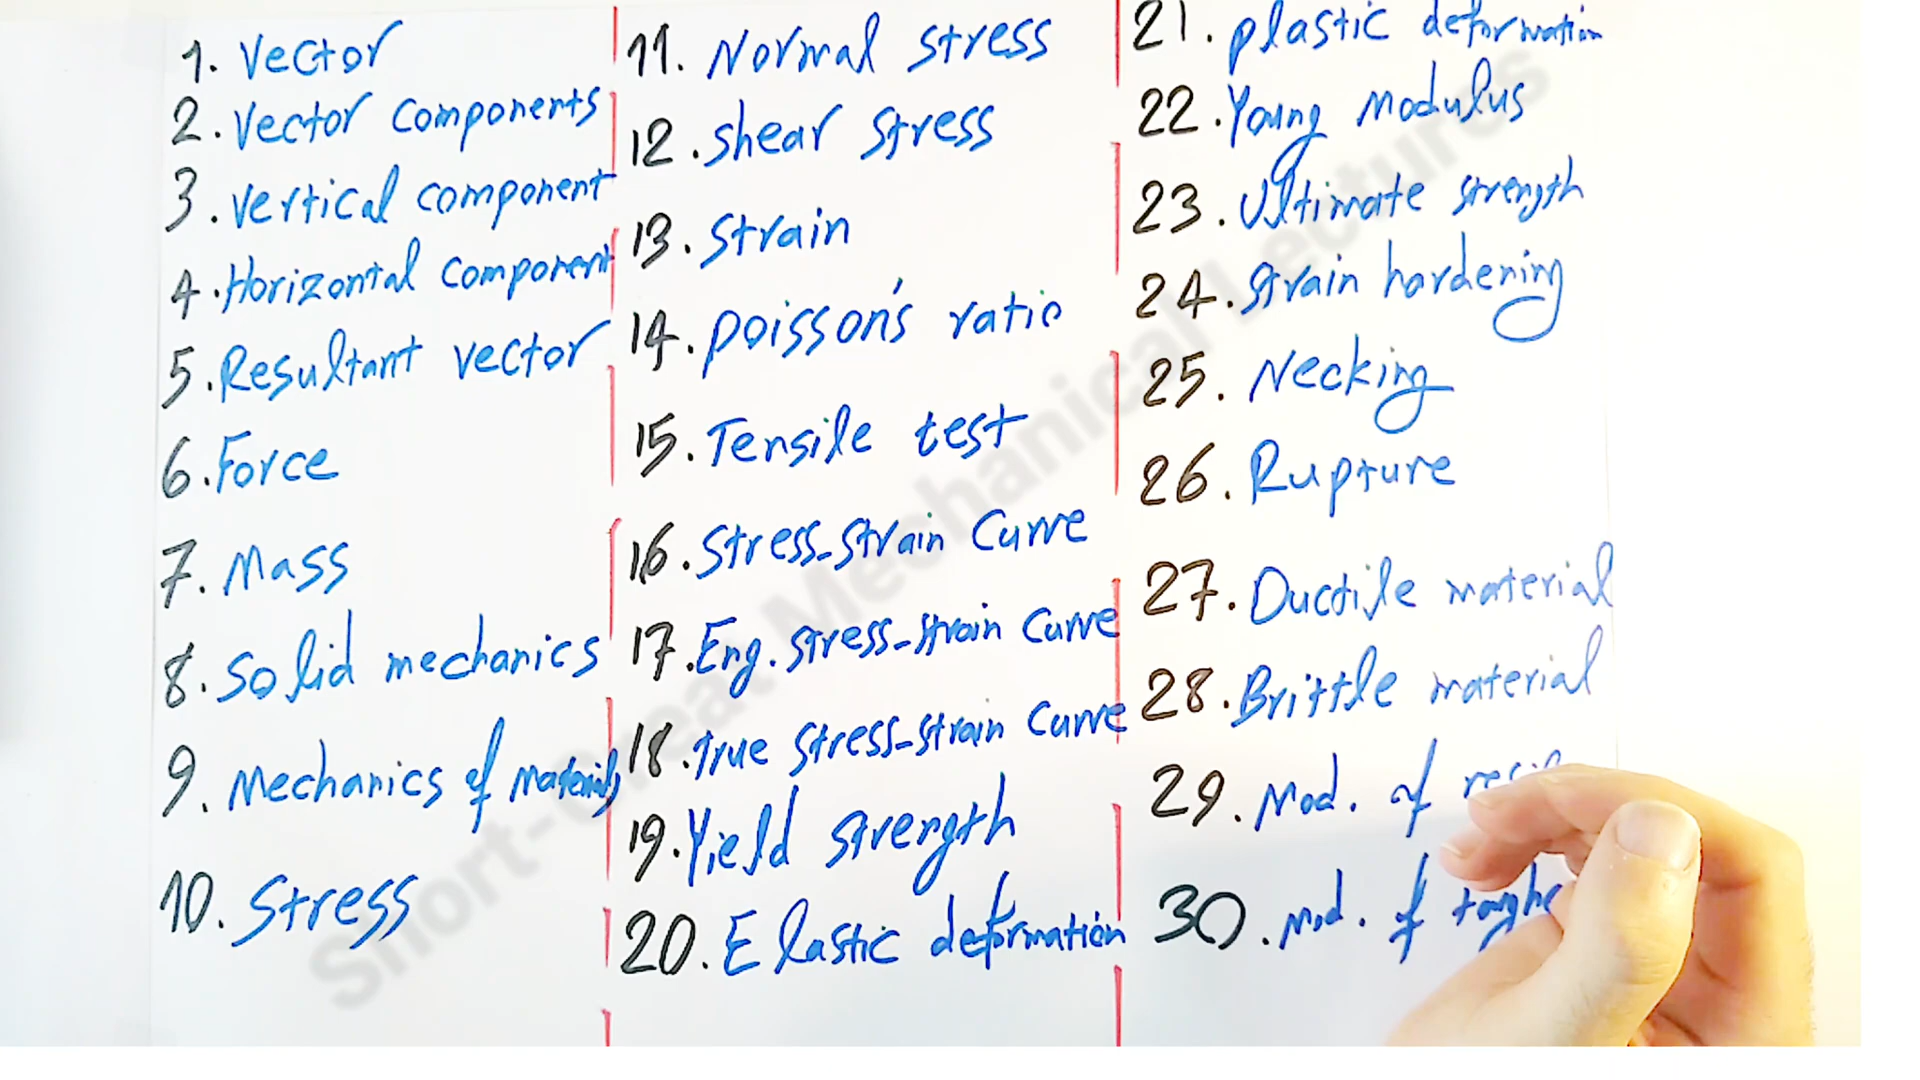 1. Vector
2. Vector components
3. Vertical component
4. Horizontal component
5. Resultant vector
6. Force
7. Mass
8. Solid mechanics
9. Mechanics of materials
10. Stress
11. Normal stress
12. Shear stress
13. Strain
14. Poisson's ratio
15. Tensile test
16. Stress-Strain Curve
17. Eng. Stress-strain Curve
18. True Stress-strain Curve
19. Yield strength
20. Elastic deformation
21. Plastic deformation
22. Young Modulus
23. Ultimate strength
24. Strain hardening
25. Necking
26. Rupture
27. Ductile material
28. Brittle material
29. Mod. of
30. Mod. of
Short-Great Mechanical Lectures